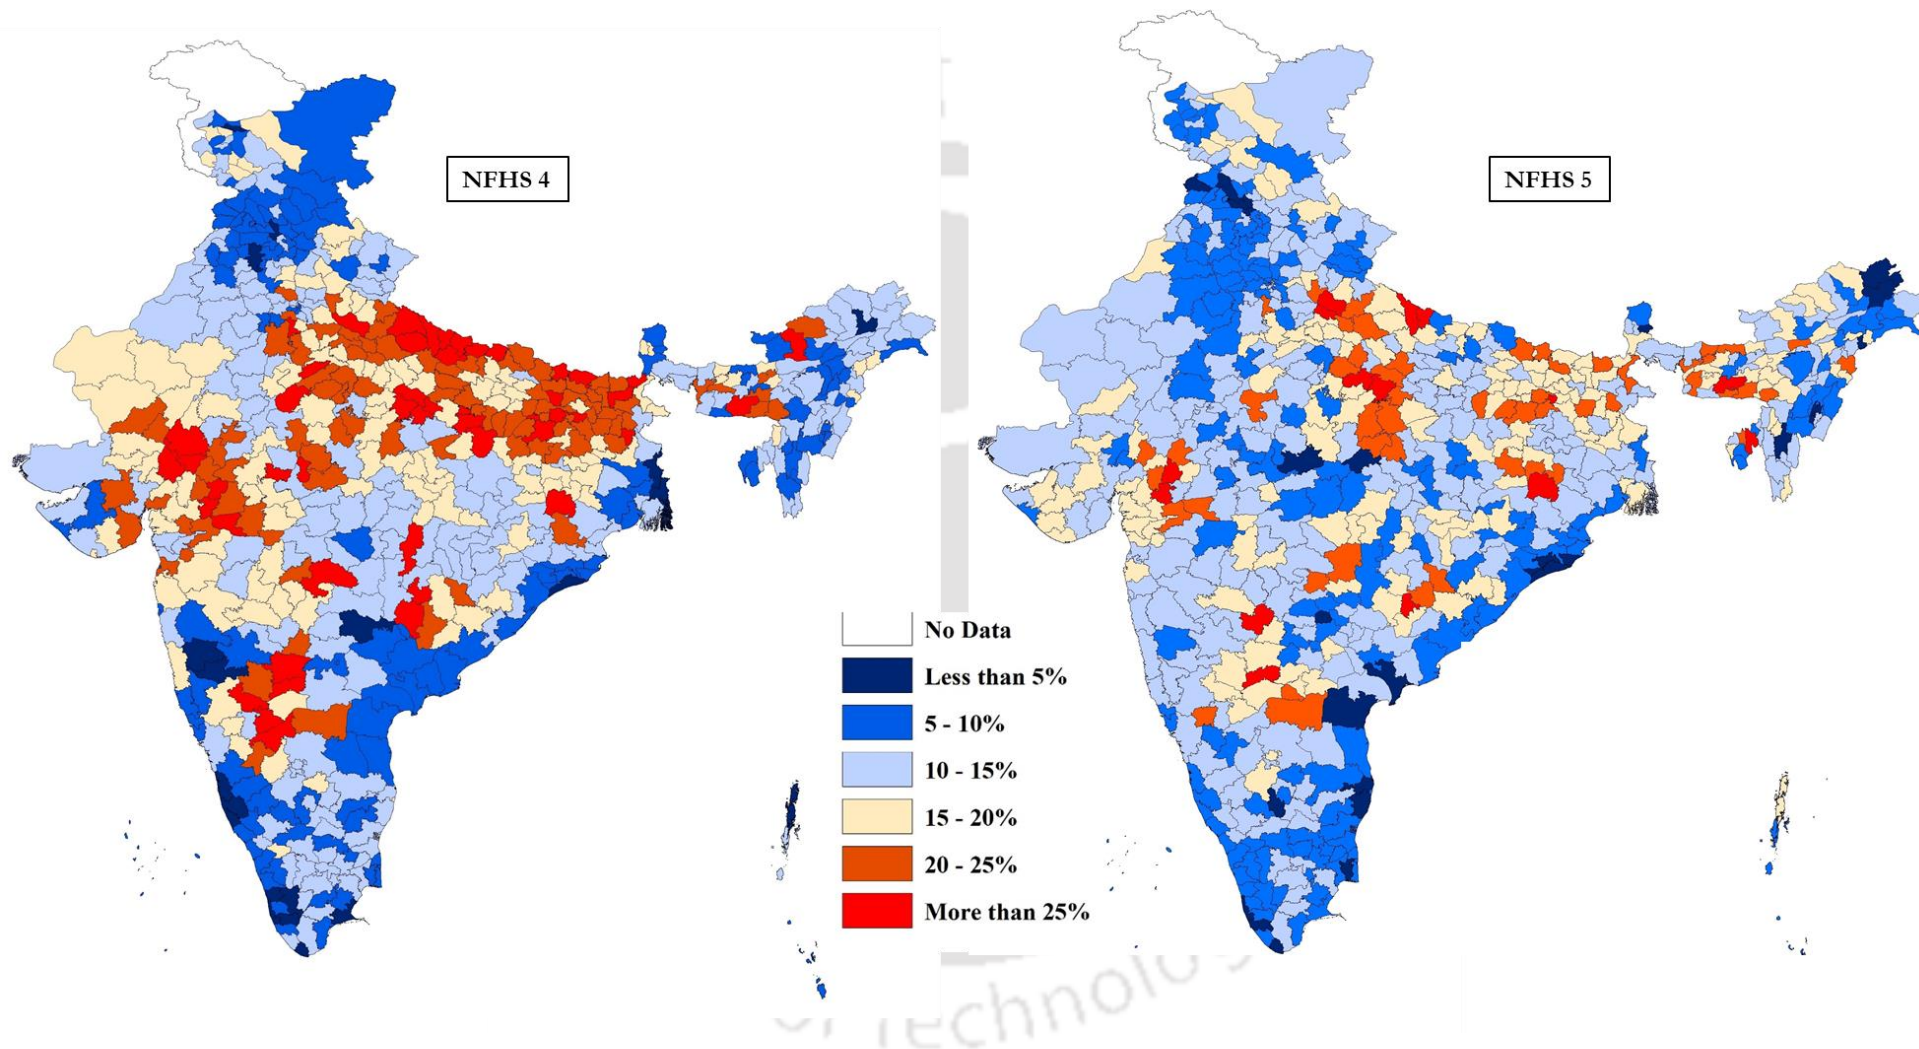 NFHS 4
NFHS 5
No Data
Less than 5%
5 - 10%
10 - 15%
15 - 20%
20 - 25%
More than 25%